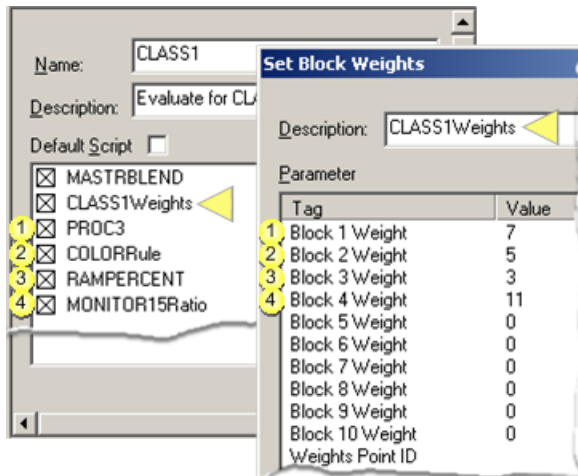 Name: CLASS1
Description: Evaluate for CLA
Default Script
MASTRBLEND
CLASS1Weights
1 PROC3
2 COLORRule
3 RAMPERCENT
4 MONITOR15Ratio
Set Block Weights
Description: CLASS1Weights
Parameter
Tag Value
1 Block 1 Weight 7
2 Block 2 Weight 5
3 Block 3 Weight 3
4 Block 4 Weight 11
Block 5 Weight 0
Block 6 Weight 0
Block 7 Weight 0
Block 8 Weight 0
Block 9 Weight 0
Block 10 Weight 0
Weights Point ID